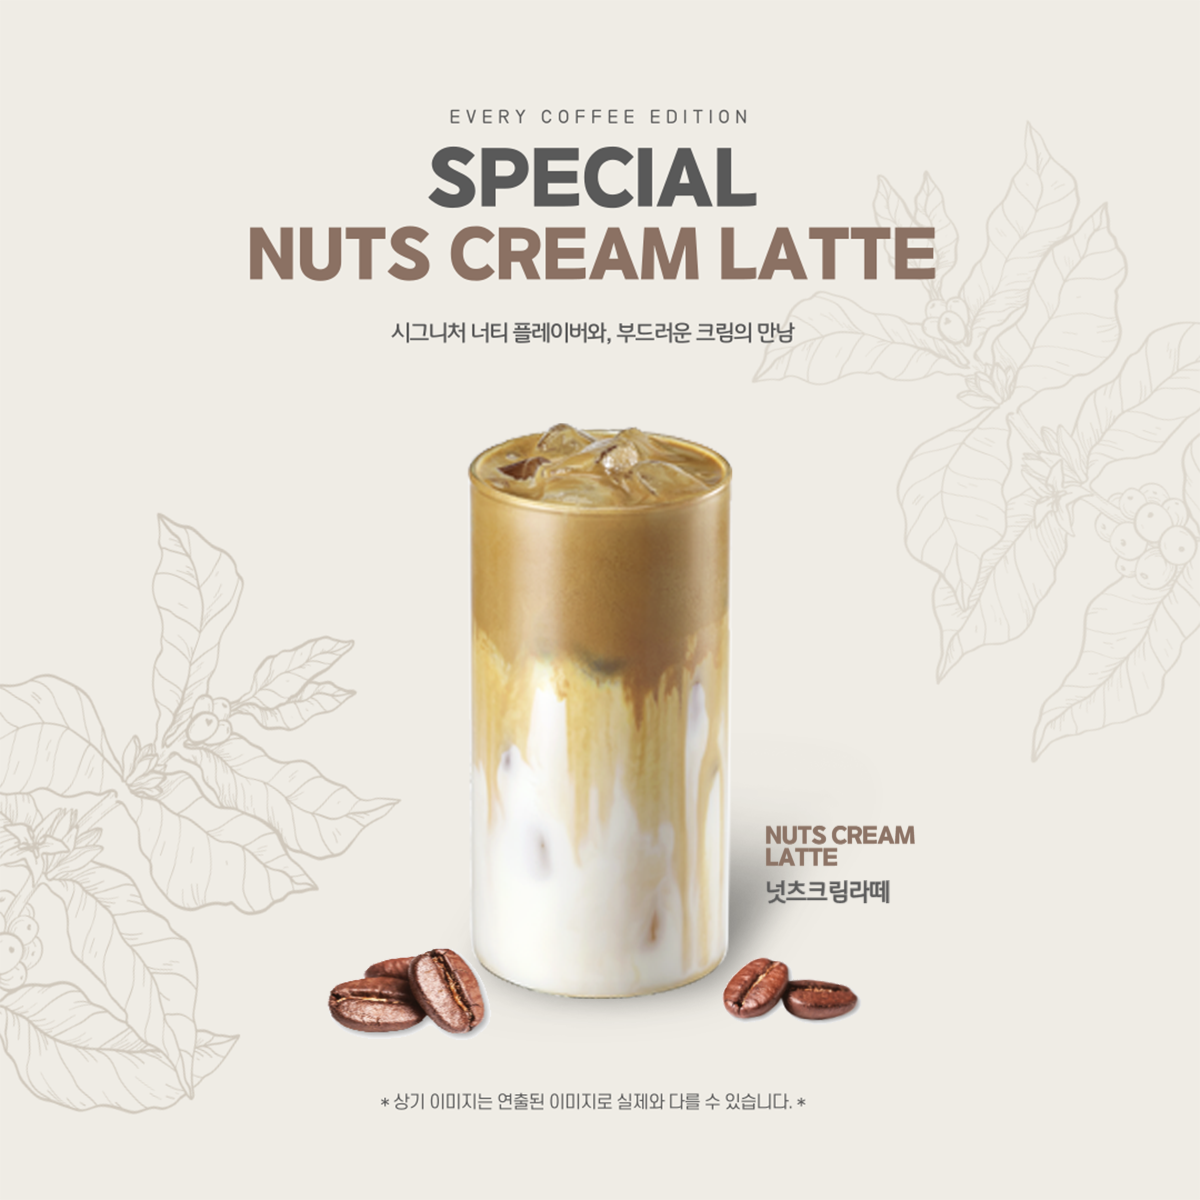 EVERY COFFEE EDITION
SPECIAL
NUTS CREAM LATTE
시그니처 너티 플레이버와, 부드러운 크림의 만남
NUTS CREAM
LATTE
넛츠크림라떼
* 상기 이미지는 연출된 이미지로 실제와 다를 수 있습니다. *